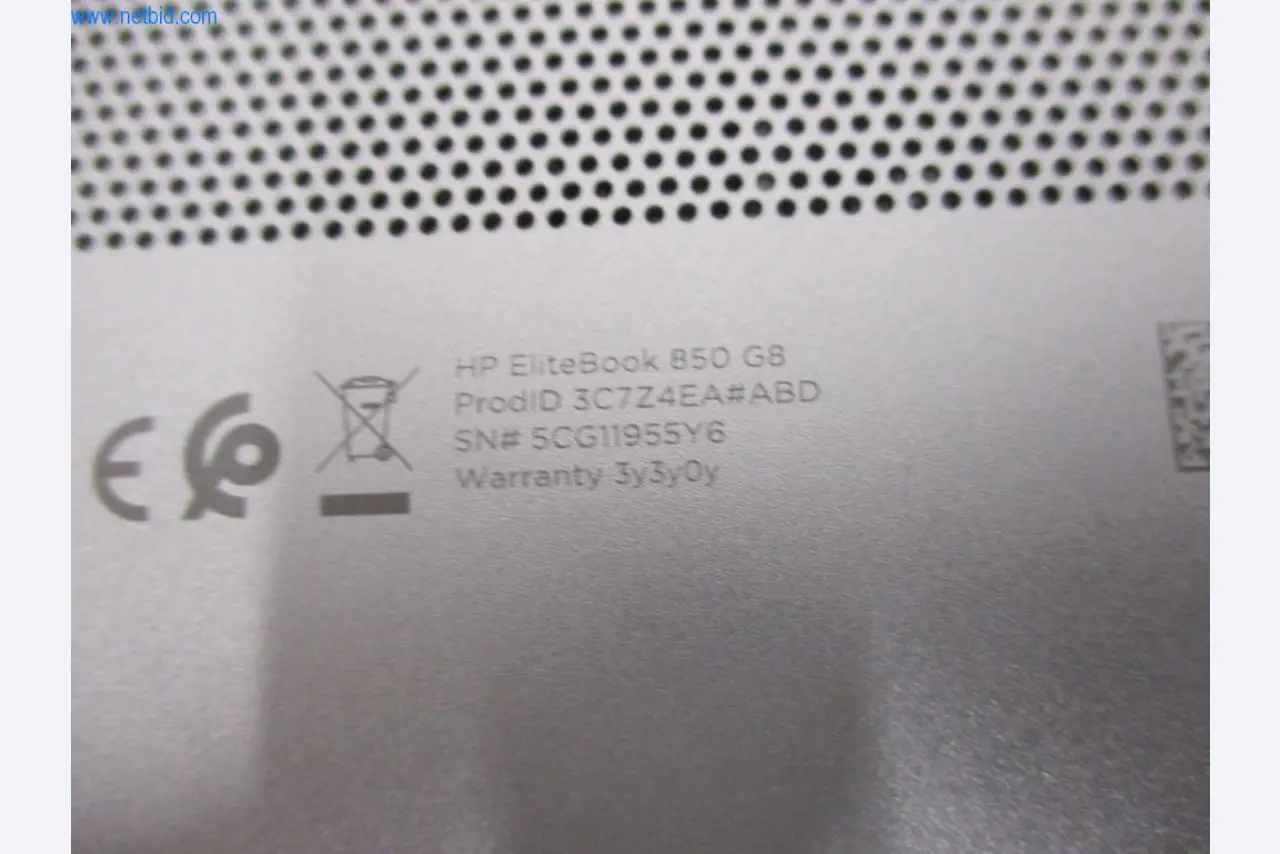 www.netbid.com
HP EliteBook 850 G8
ProdID 3C7Z4EA#ABD
SN# 5CG11955Y6
Warranty 3y3y0y